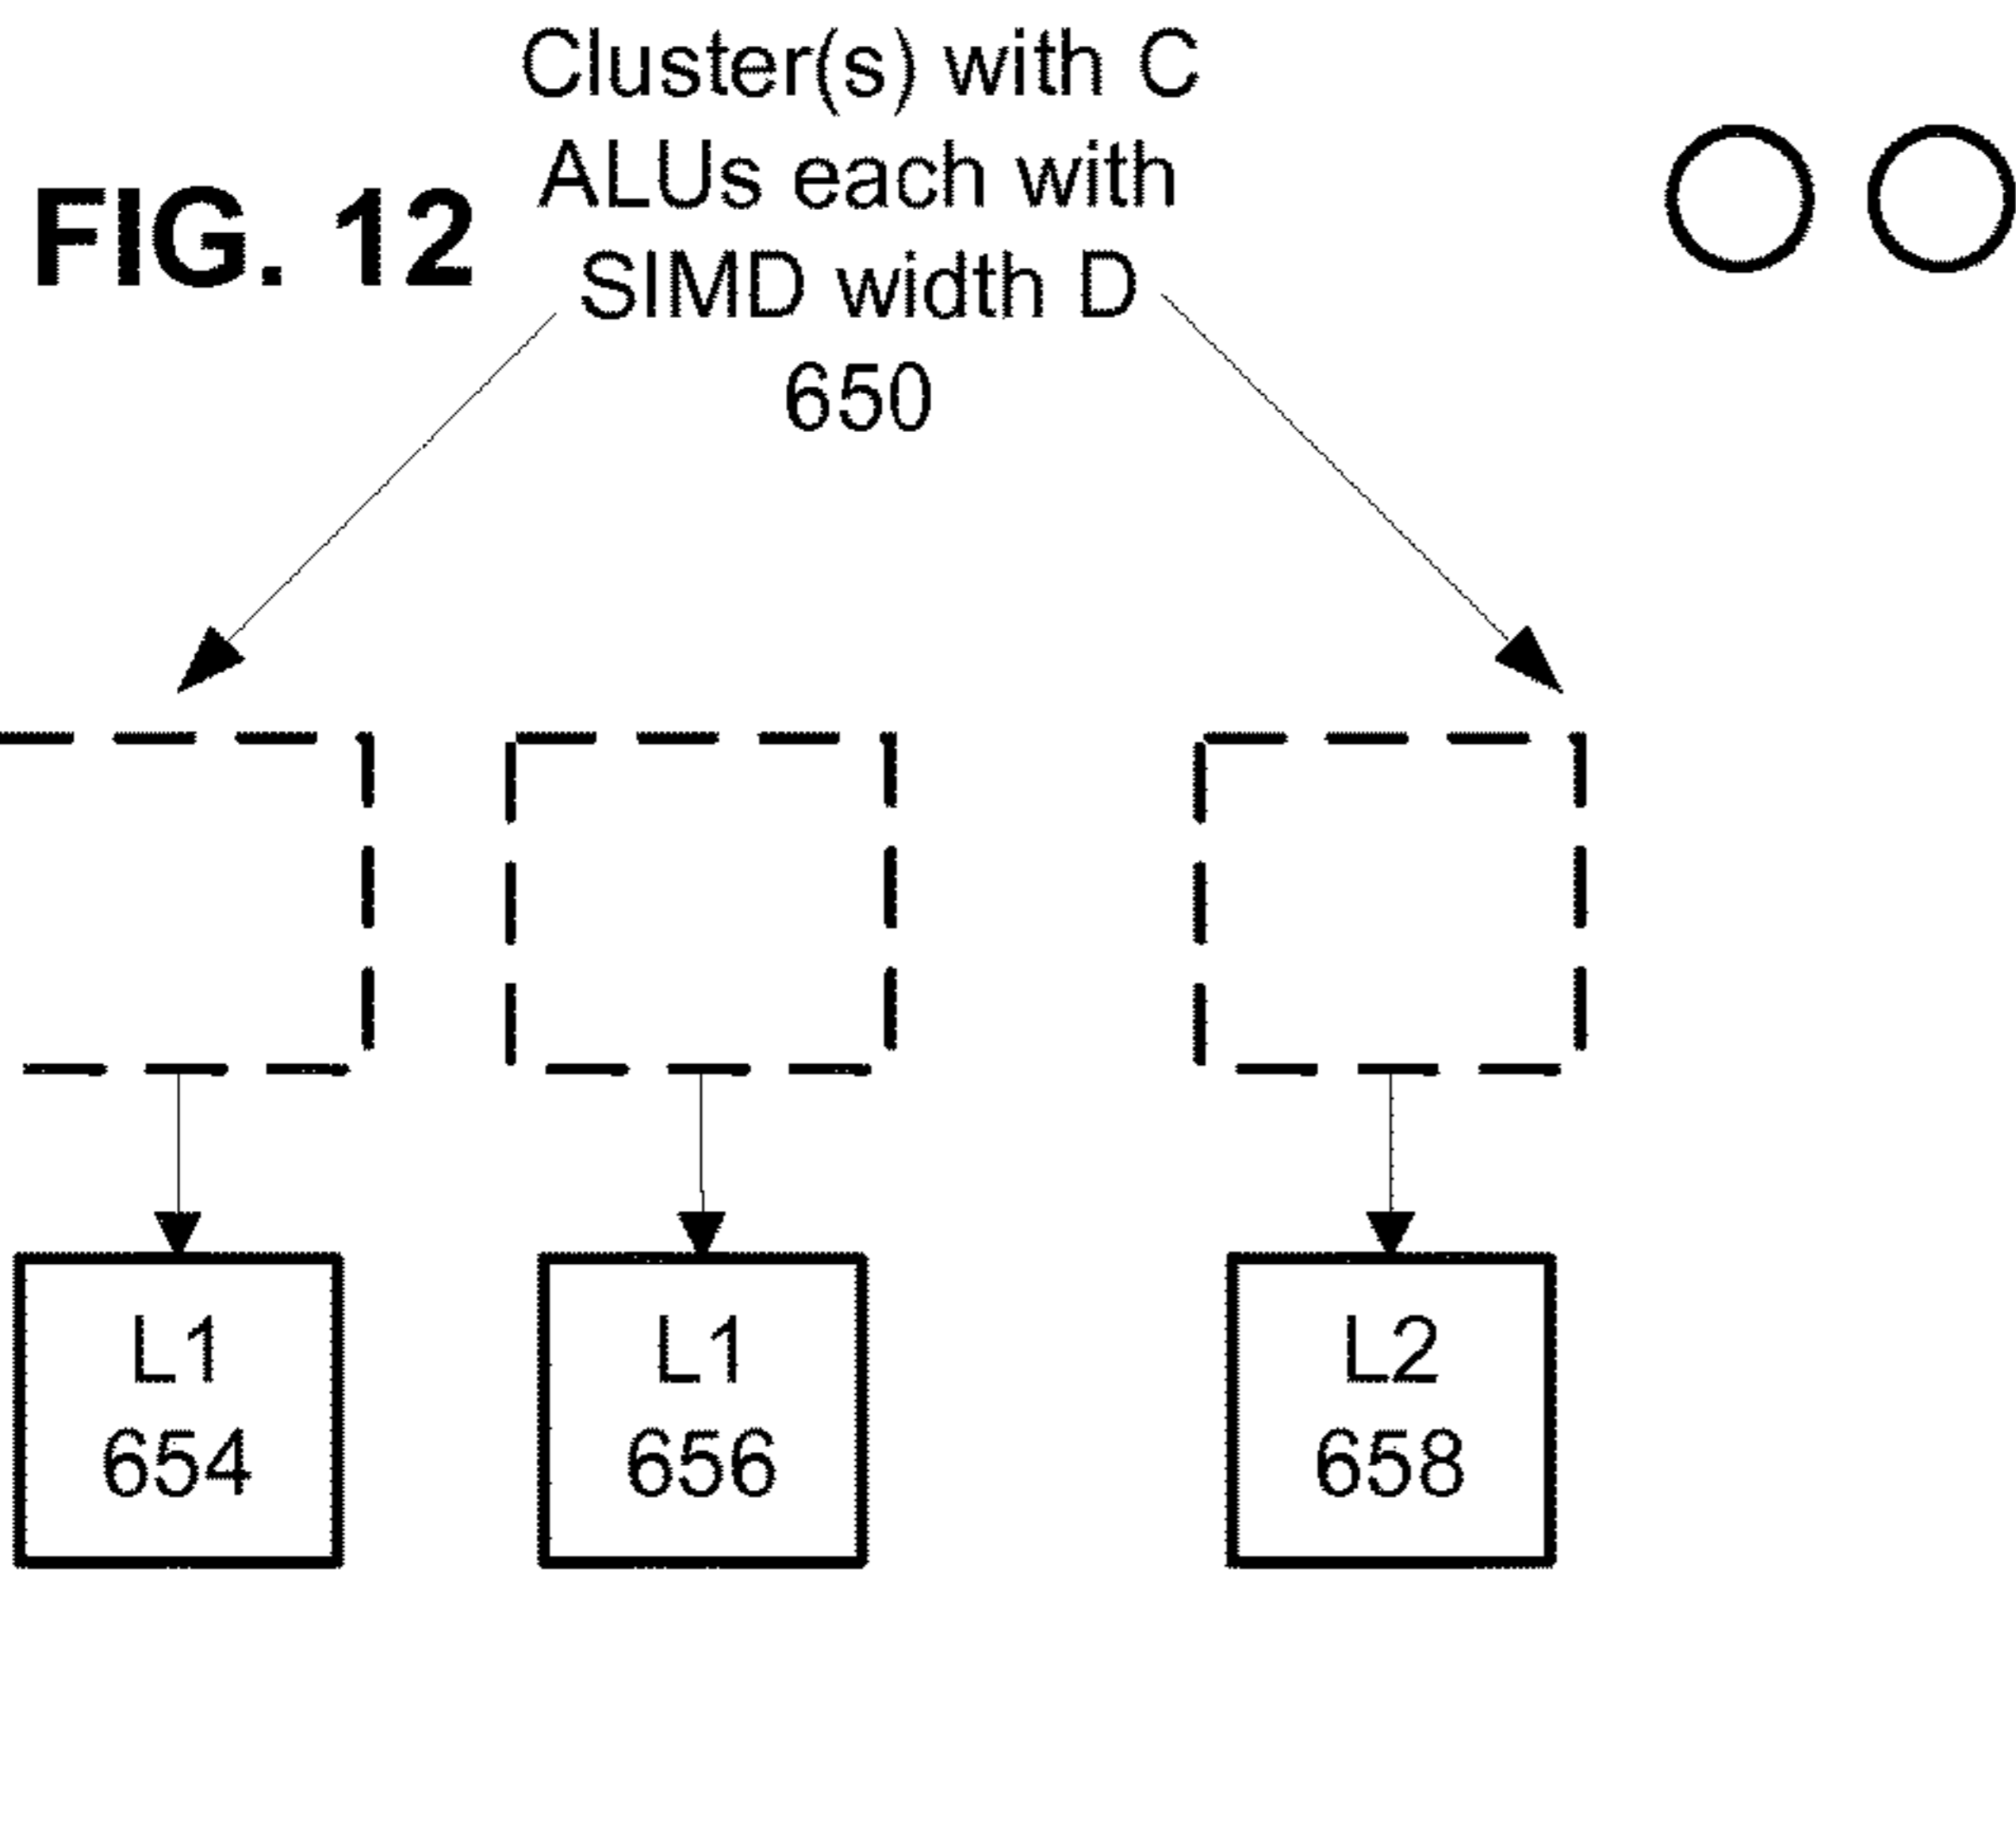 Cluster(s) with C
ALUs each with
FIG. 12
SIMD width D
650
L1
654
L1
656
L2
658